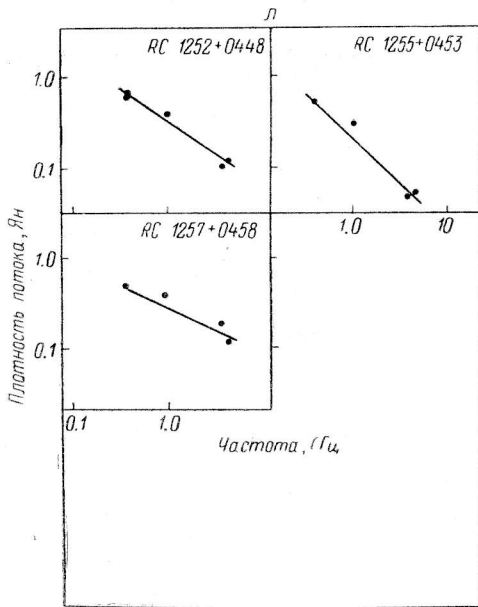 Л
RC 1252+0448
RC 1255+0453
1.0
0.1
1.0
10
RC 1257+0458
1.0
0.1
0.1
1.0
Плотность потока, Ян
Частота, ГГц